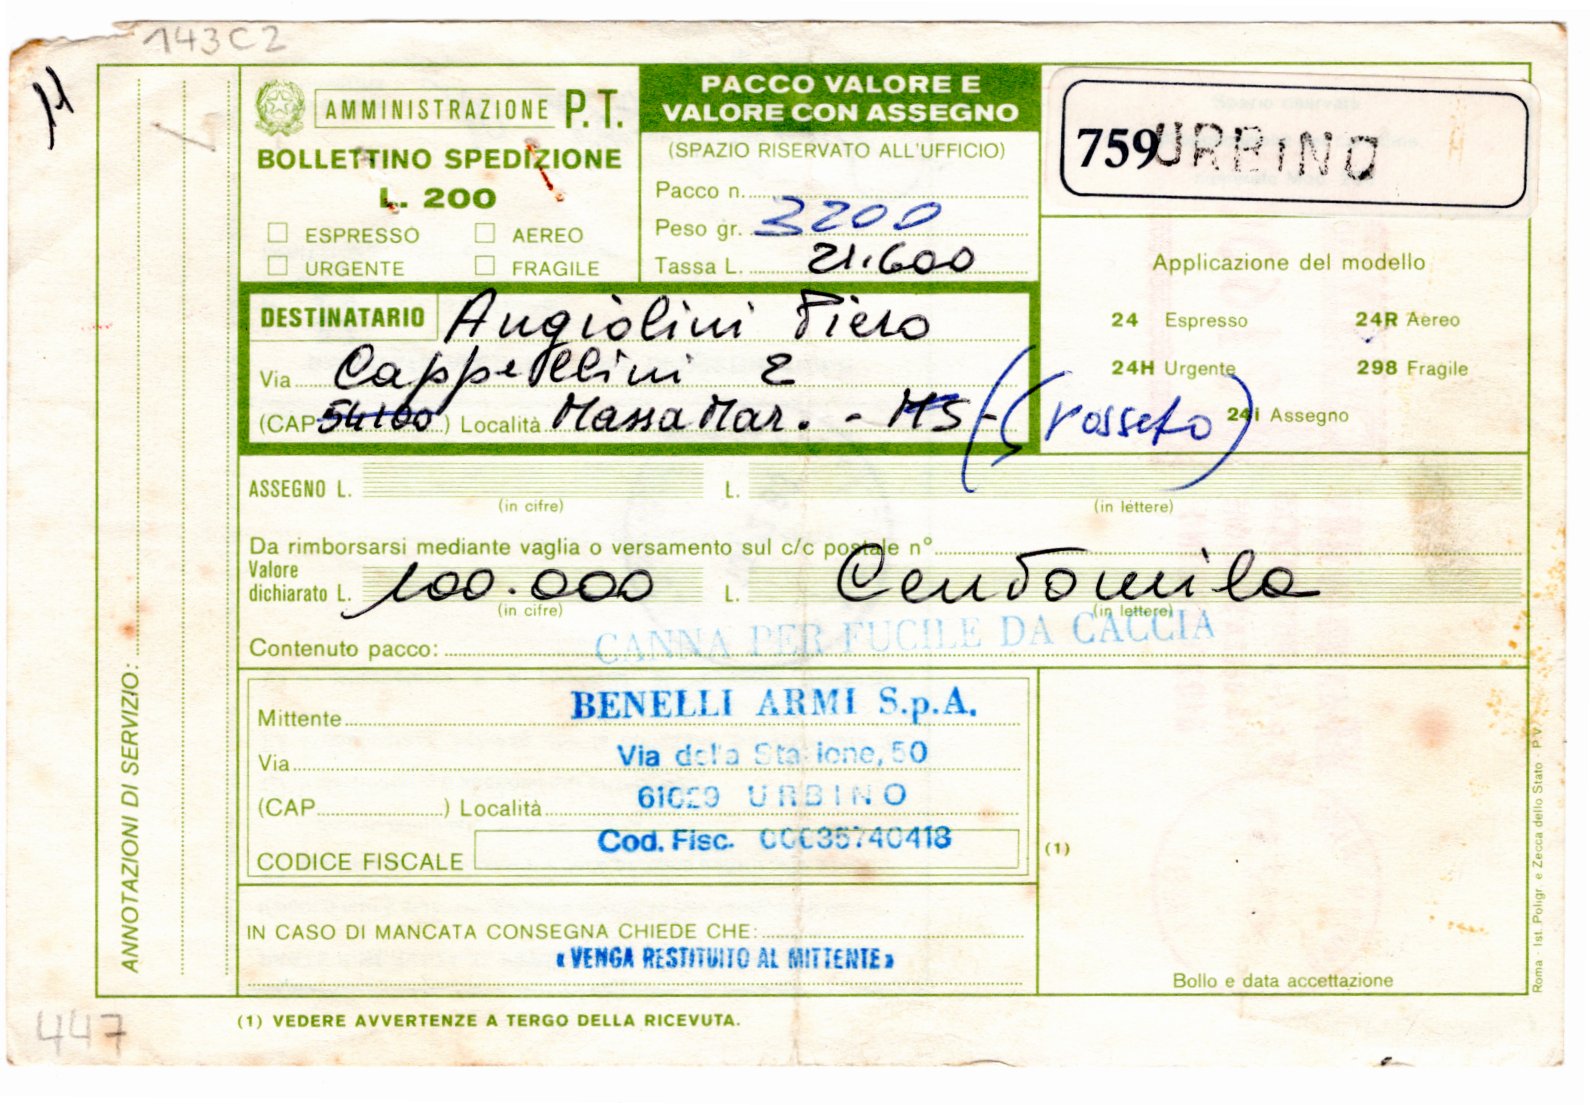 143C2
AMMINISTRAZIONE P.T.
BOLLETTINO SPEDIZIONE
L. 200
ESPRESSO AEREO
URGENTE FRAGILE
PACCO VALORE E
VALORE CON ASSEGNO
(SPAZIO RISERVATO ALL'UFFICIO)
Pacco n.
Peso gr. 3200
Tassa L. 21.600
759 URBINO
Applicazione del modello
24 Espresso 24R Aereo
24H Urgente 298 Fragile
24i Assegno
DESTINATARIO Angiolini Piero
Via Cappellini 2
(CAP 54100) Località Massa Mar. - MS - (Grosseto)
ASSEGNO L. L.
(in cifre) (in lettere)
Da rimborsarsi mediante vaglia o versamento sul c/c postale n°
Valore
dichiarato L. 100.000 L. Centomila
(in cifre) (in lettere)
Contenuto pacco: CANNA PER FUCILE DA CACCIA
Mittente BENELLI ARMI S.p.A.
Via Via della Stazione, 50
(CAP ) Località 61029 URBINO
CODICE FISCALE Cod. Fisc. 00035740418
(1)
IN CASO DI MANCATA CONSEGNA CHIEDE CHE:
«VENGA RESTITUITO AL MITTENTE»
Bollo e data accettazione
ANNOTAZIONI DI SERVIZIO:
Roma Ist. Poligr. e Zecca dello Stato P.V.
447
(1) VEDERE AVVERTENZE A TERGO DELLA RICEVUTA.